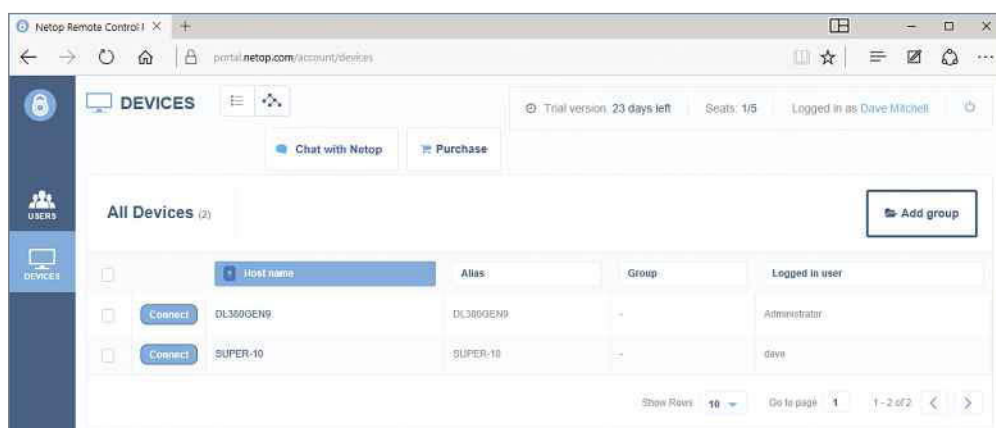 Netop Remote Control
portal.netop.com/account/devices
DEVICES
Trial version 23 days left
Seats: 1/5
Logged in as Dave Mitchell
Chat with Netop
Purchase
USERS
DEVICES
All Devices (2)
Add group
Host name Alias Group Logged in user
Connect DL380GEN9 DL380GEN9 - Administrator
Connect SUPER-10 SUPER-10 - dave
Show Rows 10 Go to page 1 1 - 2 of 2